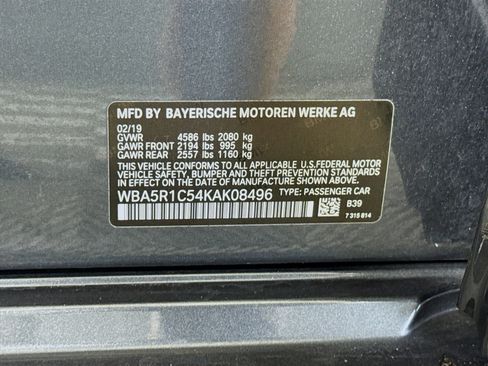 MFD BY BAYERISCHE MOTOREN WERKE AG
02/19
GVWR 4586 lbs 2080 kg
GAWR FRONT 2194 lbs 995 kg
GAWR REAR 2557 lbs 1160 kg
THIS VEHICLE CONFORMS TO ALL APPLICABLE U.S.FEDERAL MOTOR
VEHICLE SAFETY, BUMPER, AND THEFT PREVENTION STANDARDS
IN EFFECT ON THE DATE OF MANUFACTURE SHOWN ABOVE.
WBA5R1C54KAK08496 TYPE: PASSENGER CAR
B39
7 315 814